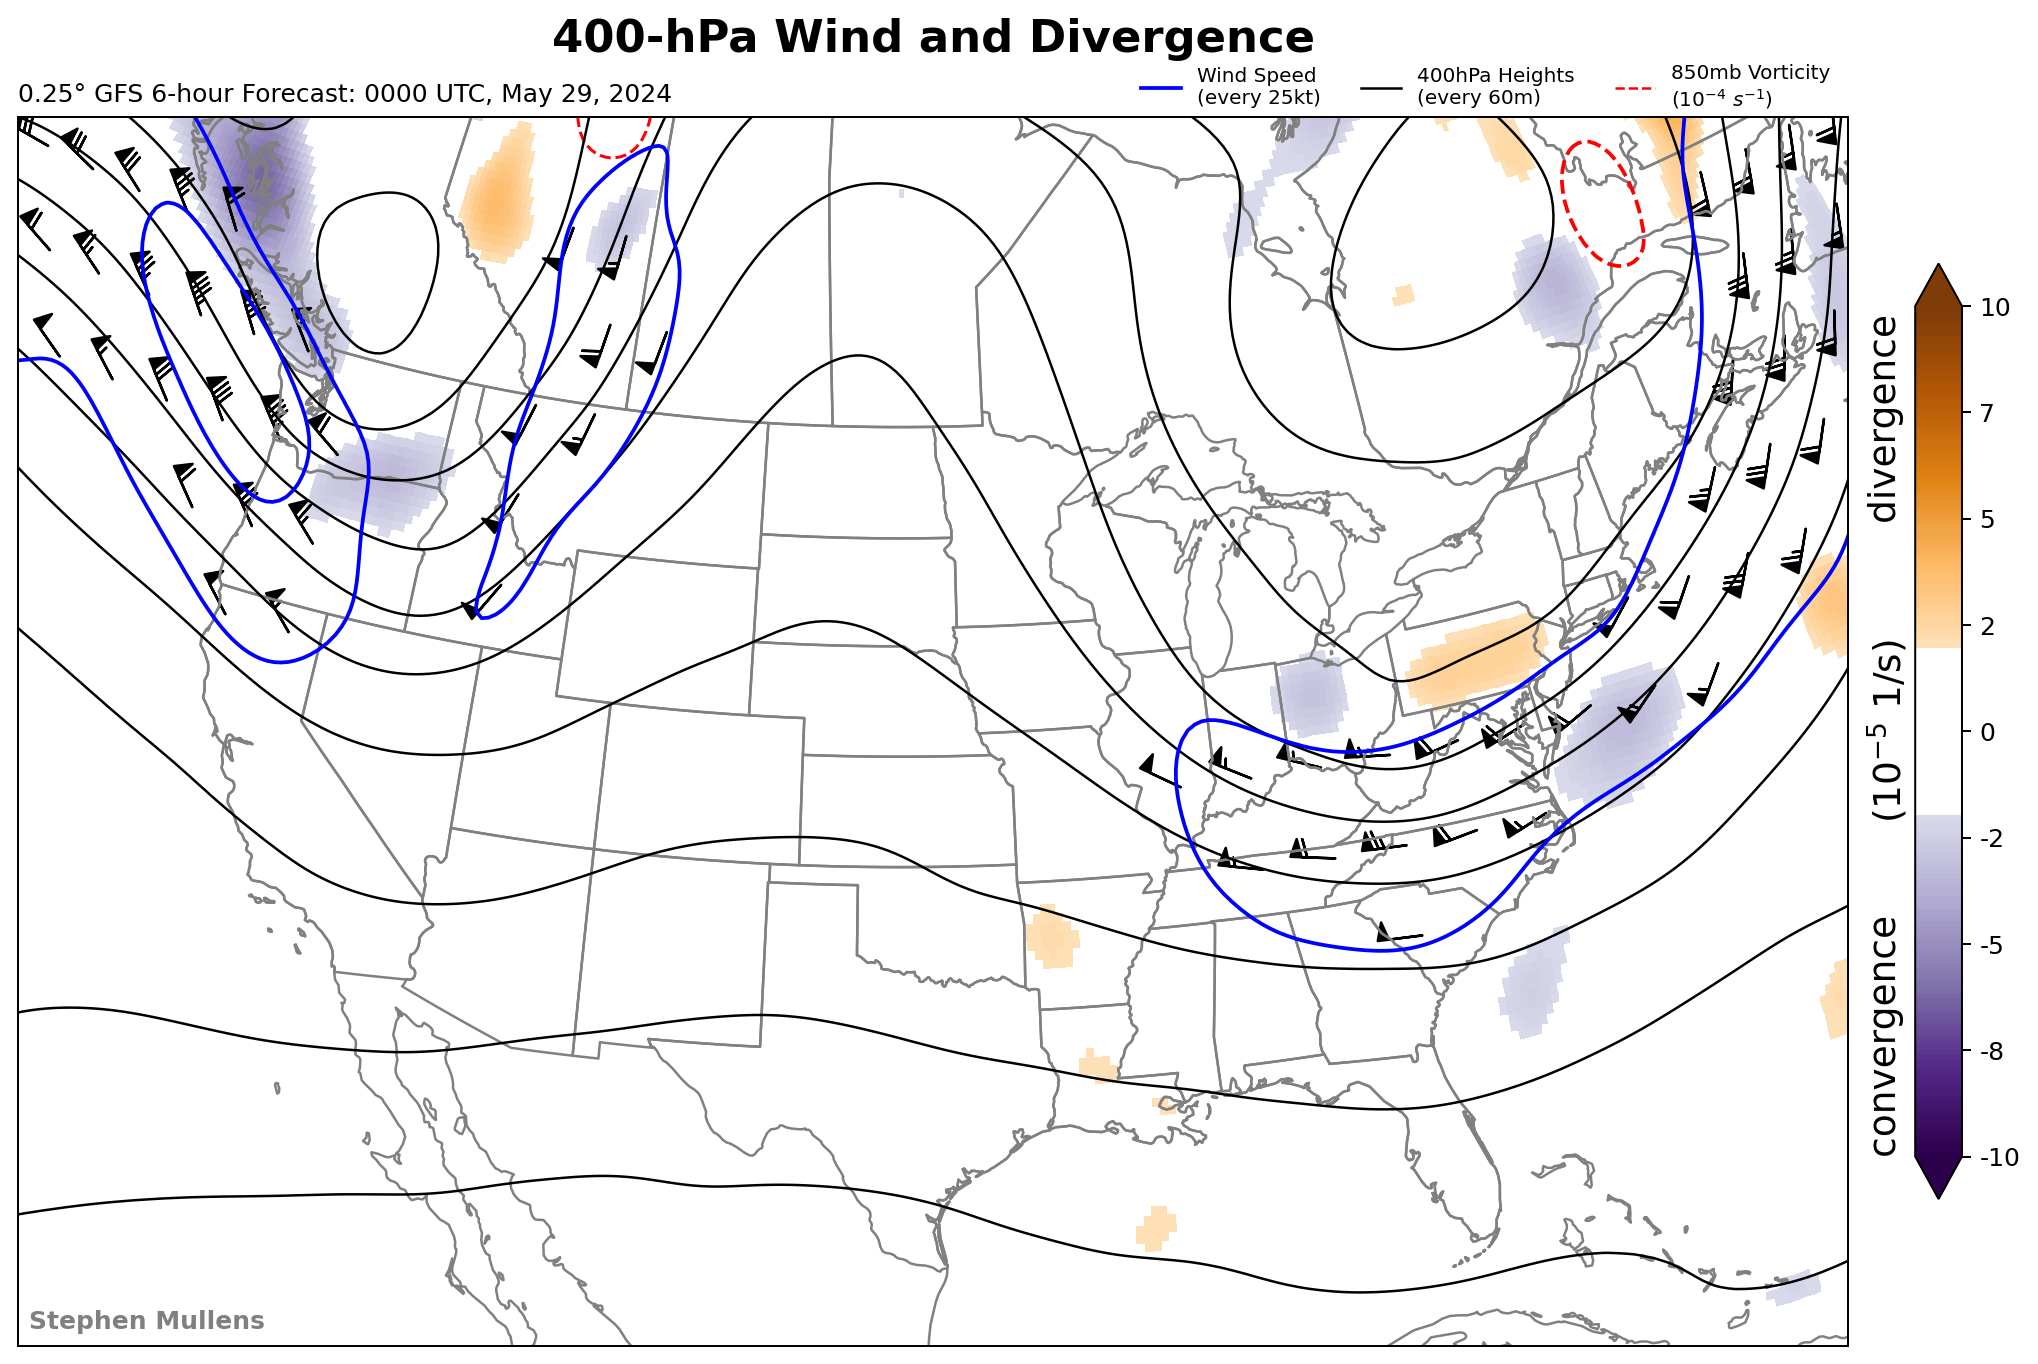 400-hPa Wind and Divergence
0.25° GFS 6-hour Forecast: 0000 UTC, May 29, 2024
Wind Speed
(every 25kt)
400hPa Heights
(every 60m)
850mb Vorticity
(10⁻⁴ s⁻¹)
10
7
5
2
0
-2
-5
-8
-10
convergence (10⁻⁵ 1/s) divergence
Stephen Mullens